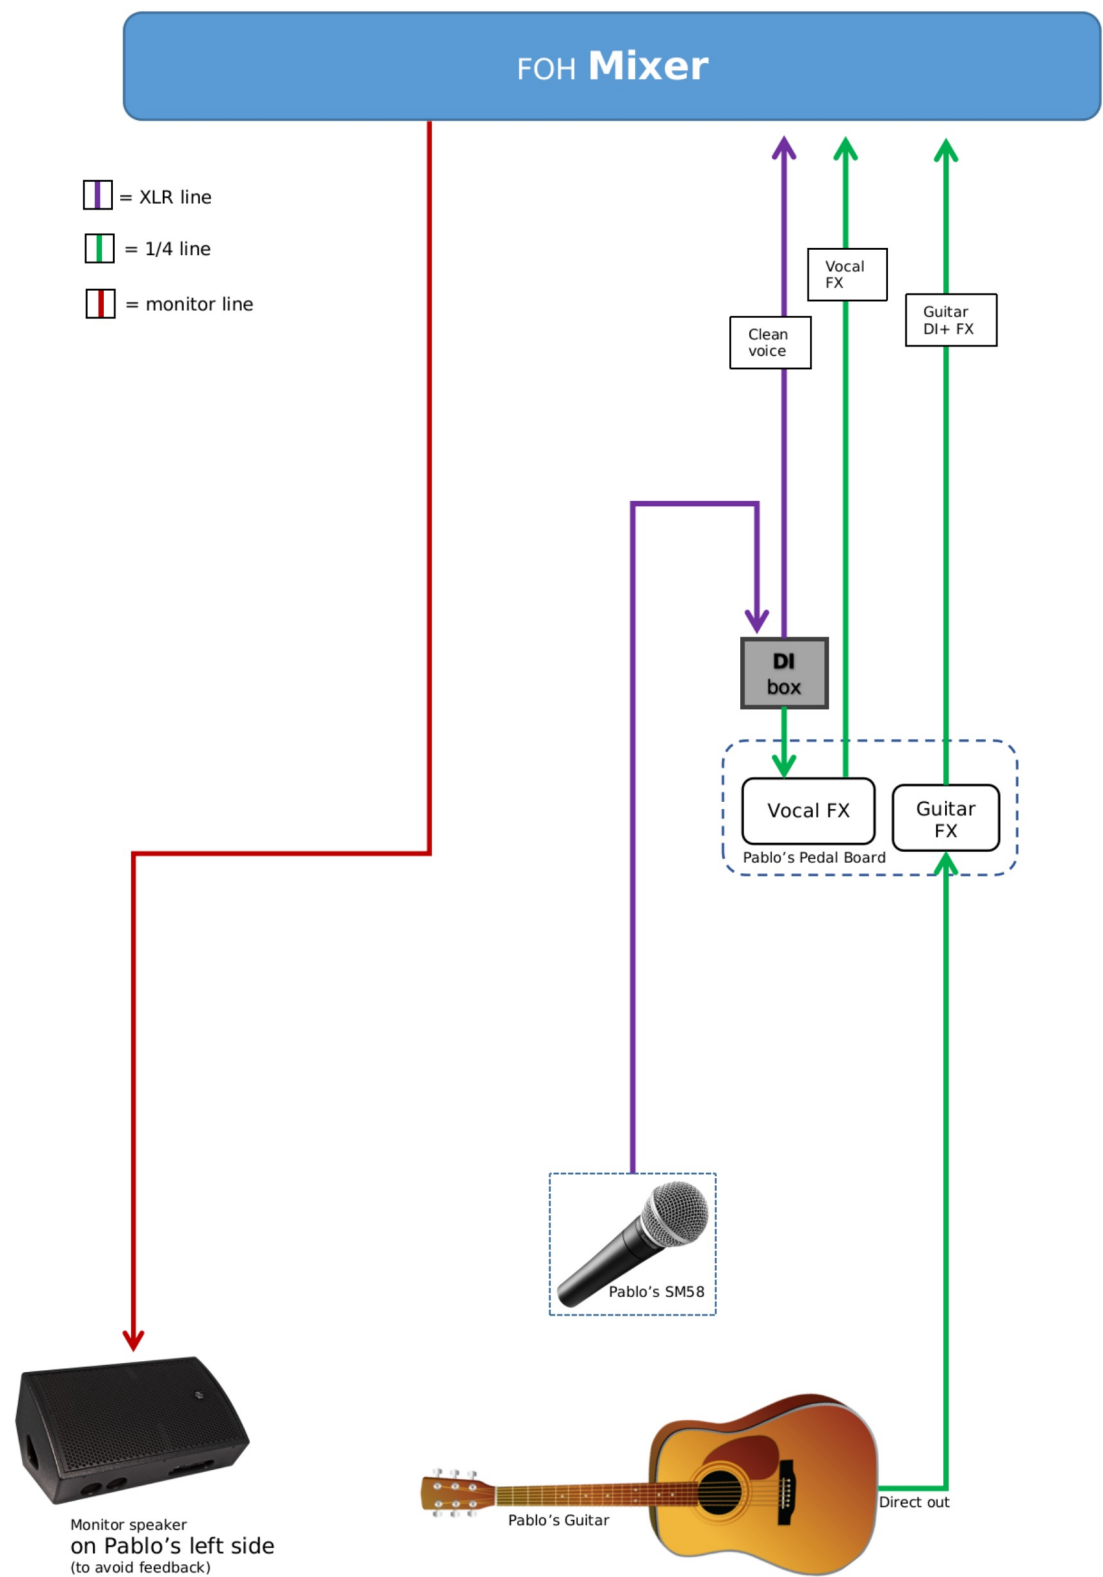 FOH Mixer
= XLR line
= 1/4 line
= monitor line
Vocal
FX
Guitar
DI+ FX
Clean
voice
DI
box
Vocal FX
Guitar
FX
Pablo’s Pedal Board
Pablo’s SM58
Direct out
Pablo’s Guitar
Monitor speaker
on Pablo’s left side
(to avoid feedback)